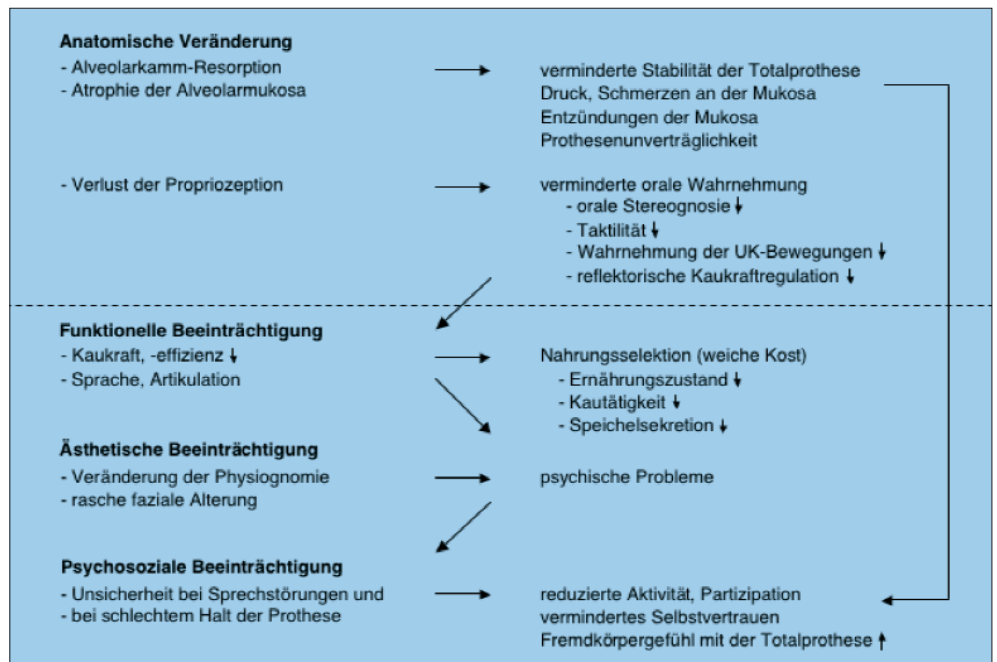 Anatomische Veränderung
- Alveolarkamm-Resorption
- Atrophie der Alveolarmukosa
verminderte Stabilität der Totalprothese
Druck, Schmerzen an der Mukosa
Entzündungen der Mukosa
Prothesenunverträglichkeit
- Verlust der Propriozeption
verminderte orale Wahrnehmung
- orale Stereognosie ↓
- Taktilität ↓
- Wahrnehmung der UK-Bewegungen ↓
- reflektorische Kaukraftregulation ↓
Funktionelle Beeinträchtigung
- Kaukraft, -effizienz ↓
- Sprache, Artikulation
Nahrungsselektion (weiche Kost)
- Ernährungszustand ↓
- Kautätigkeit ↓
- Speichelsekretion ↓
Ästhetische Beeinträchtigung
- Veränderung der Physiognomie
- rasche faziale Alterung
psychische Probleme
Psychosoziale Beeinträchtigung
- Unsicherheit bei Sprechstörungen und
- bei schlechtem Halt der Prothese
reduzierte Aktivität, Partizipation
vermindertes Selbstvertrauen
Fremdkörpergefühl mit der Totalprothese ↑